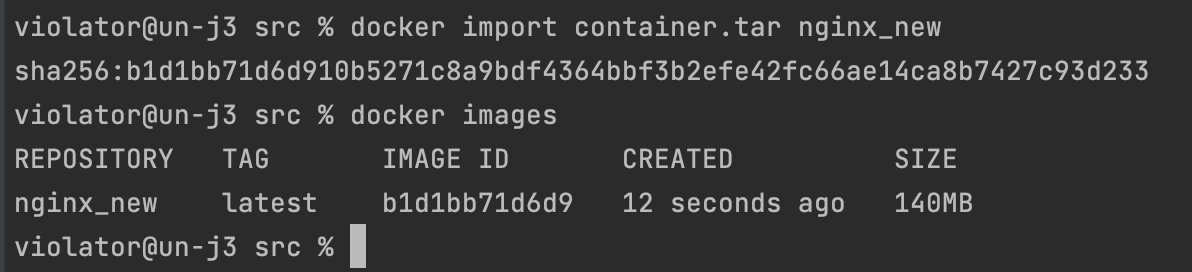 violator@un-j3 src % docker import container.tar nginx_new
sha256:b1d1bb71d6d910b5271c8a9bdf4364bbf3b2efe42fc66ae14ca8b7427c93d233
violator@un-j3 src % docker images
REPOSITORY   TAG       IMAGE ID       CREATED          SIZE
nginx_new    latest    b1d1bb71d6d9   12 seconds ago   140MB
violator@un-j3 src %